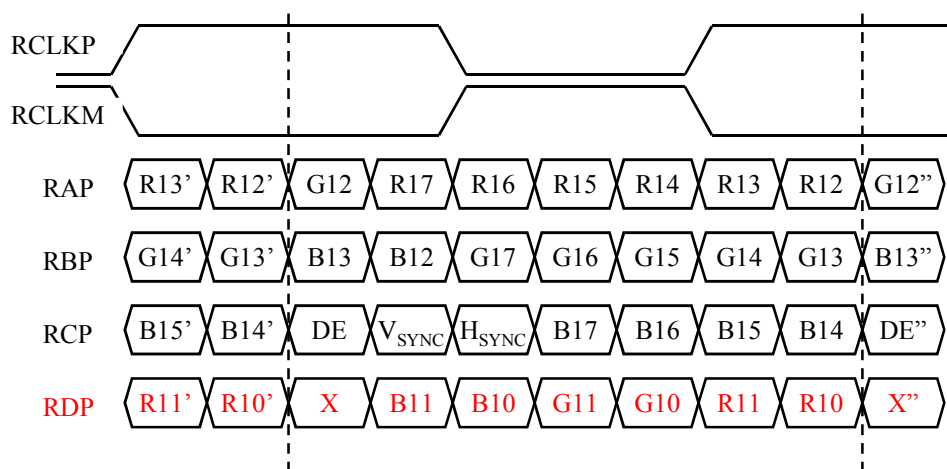 RCLKP
RCLKM
RAP R13’ R12’ G12 R17 R16 R15 R14 R13 R12 G12”
RBP G14’ G13’ B13 B12 G17 G16 G15 G14 G13 B13”
RCP B15’ B14’ DE VSYNC HSYNC B17 B16 B15 B14 DE”
RDP R11’ R10’ X B11 B10 G11 G10 R11 R10 X”